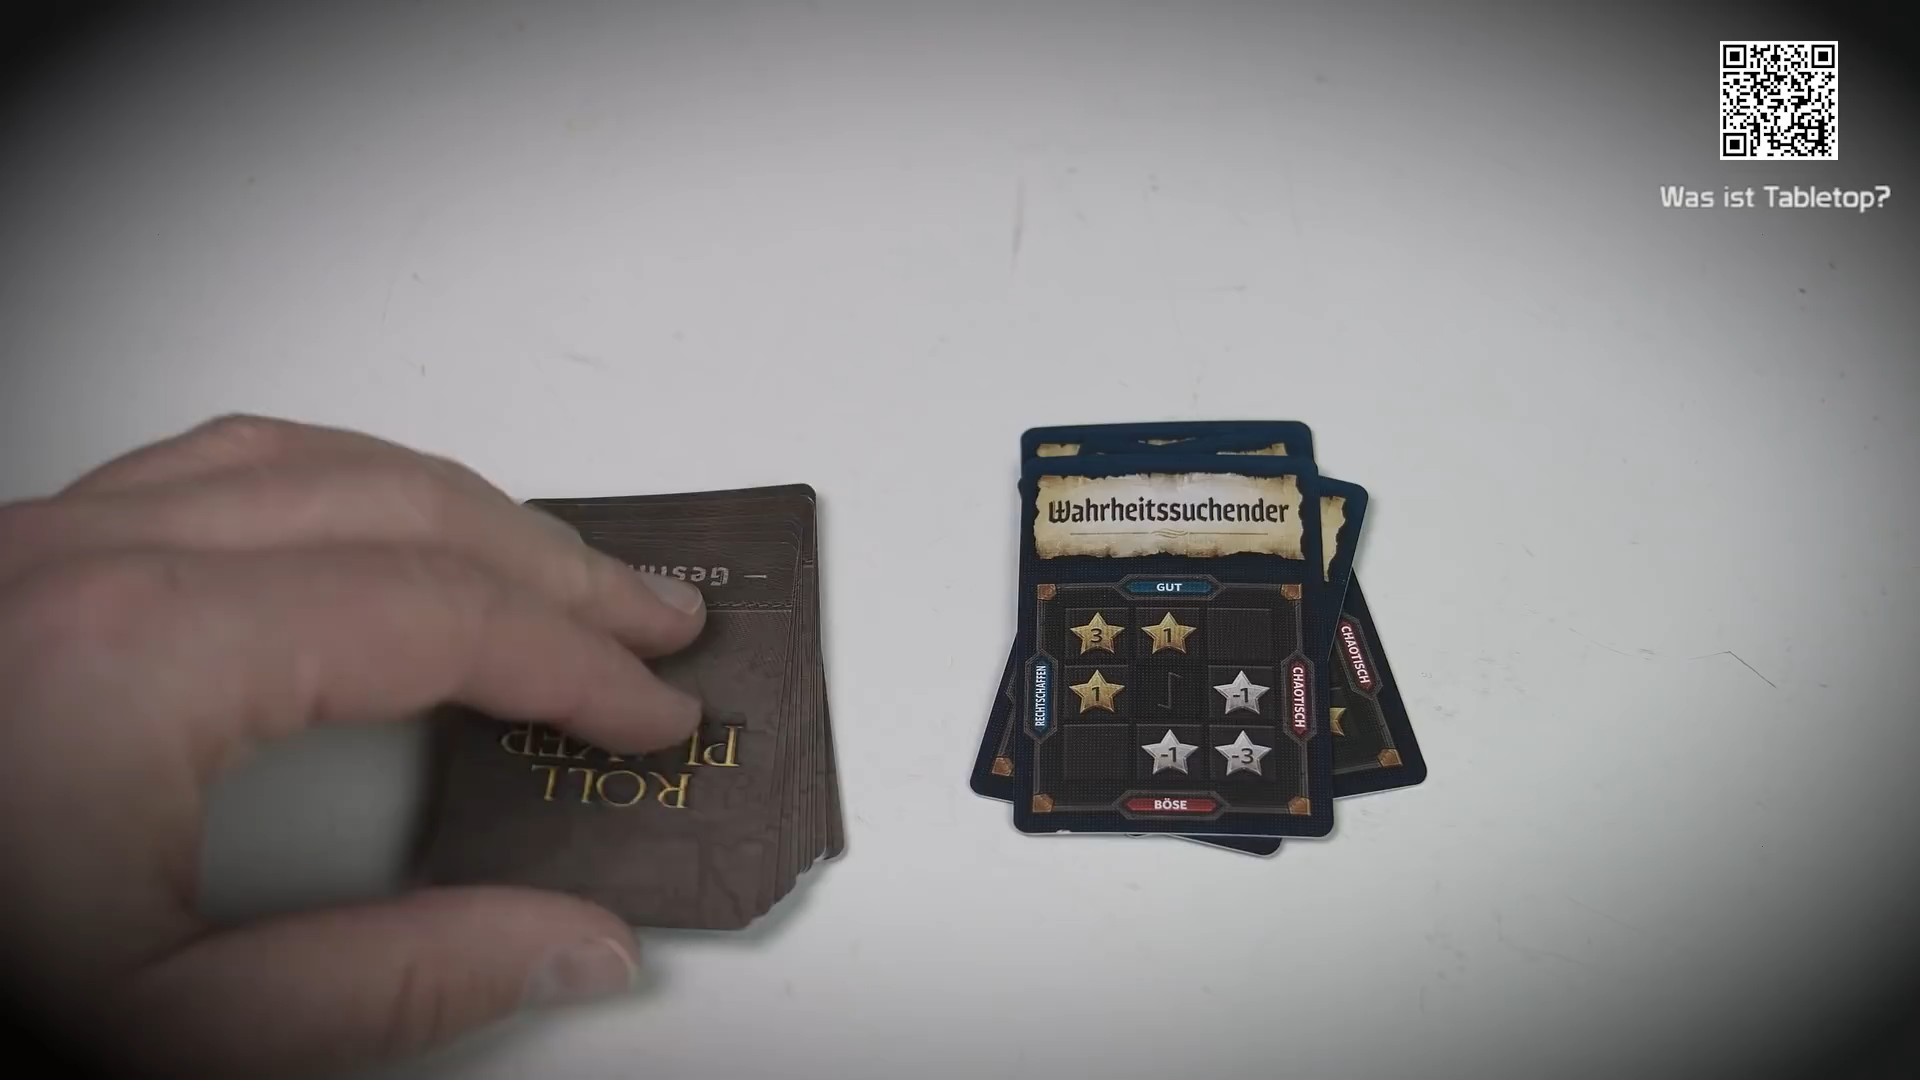 Was ist Tabletop?
Wahrheitssuchender
GUT
3 1
RECHTSCHAFFEN
1 -1
CHAOTISCH
CHAOTISCH
-1 -3
BÖSE
ROLL
PLAYER